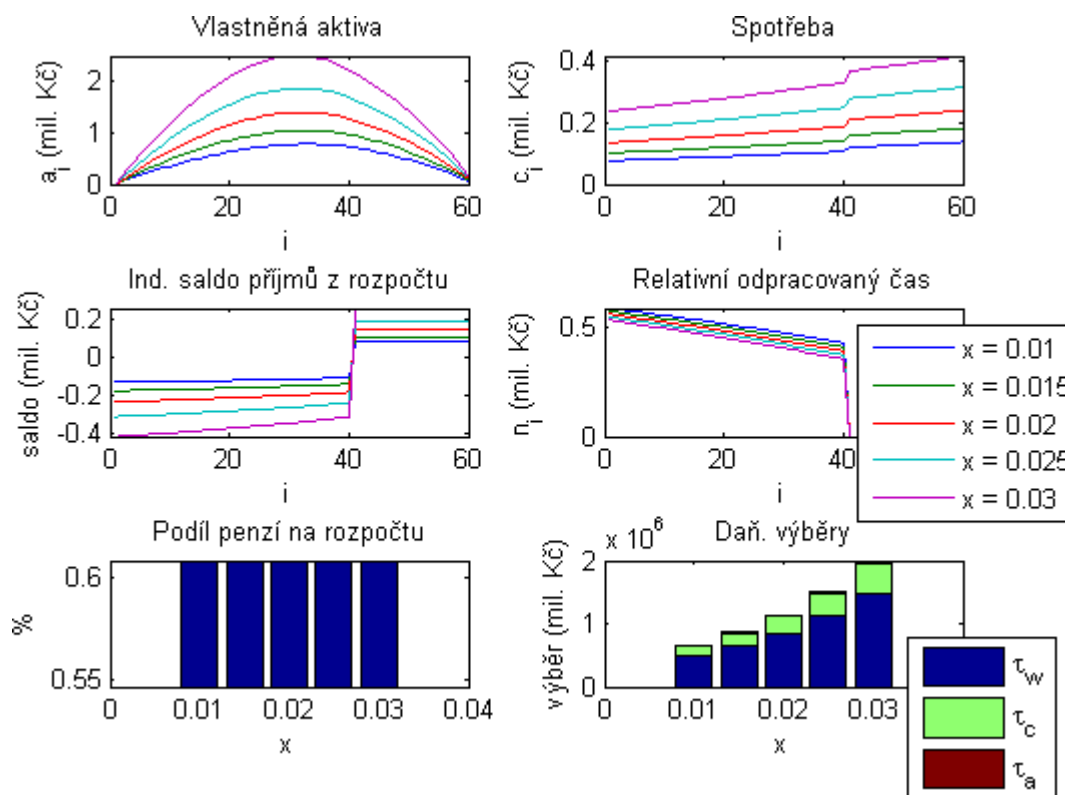 Vlastněná aktiva
a_i (mil. Kč)
2
1
0
0 20 40 60
i
Spotřeba
c_i (mil. Kč)
0.4
0.2
0
0 20 40 60
i
Ind. saldo příjmů z rozpočtu
saldo (mil. Kč)
0.2
0
-0.2
-0.4
0 20 40 60
i
Relativní odpracovaný čas
n_i (mil. Kč)
0.5
0
0 20 40
i
x = 0.01
x = 0.015
x = 0.02
x = 0.025
x = 0.03
Podíl penzí na rozpočtu
%
0.6
0.55
0 0.01 0.02 0.03 0.04
x
Daň. výběry
x 10^6
výběr (mil. Kč)
2
1
0
0 0.01 0.02 0.03
x
τ_w
τ_c
τ_a